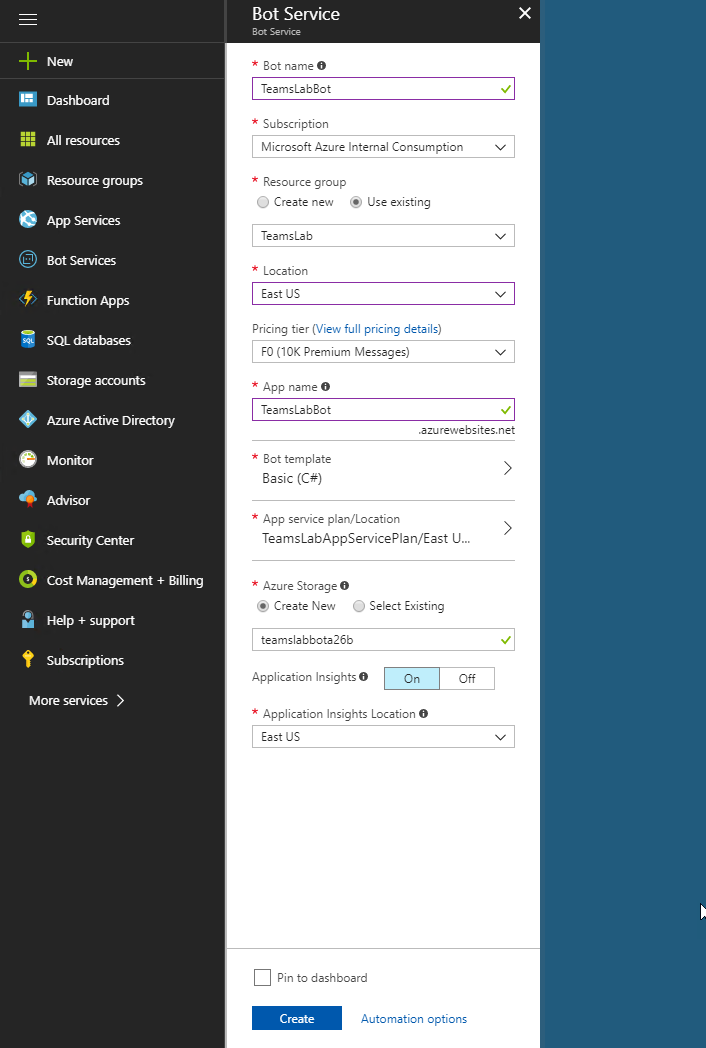 New
Dashboard
All resources
Resource groups
App Services
Bot Services
Function Apps
SQL databases
Storage accounts
Azure Active Directory
Monitor
Advisor
Security Center
Cost Management + Billing
Help + support
Subscriptions
More services
Bot Service
Bot Service
* Bot name
TeamsLabBot
* Subscription
Microsoft Azure Internal Consumption
* Resource group
Create new Use existing
TeamsLab
* Location
East US
Pricing tier (View full pricing details)
F0 (10K Premium Messages)
* App name
TeamsLabBot
.azurewebsites.net
* Bot template
Basic (C#)
* App service plan/Location
TeamsLabAppServicePlan/East U...
* Azure Storage
Create New Select Existing
teamslabbota26b
Application Insights On Off
* Application Insights Location
East US
Pin to dashboard
Create Automation options